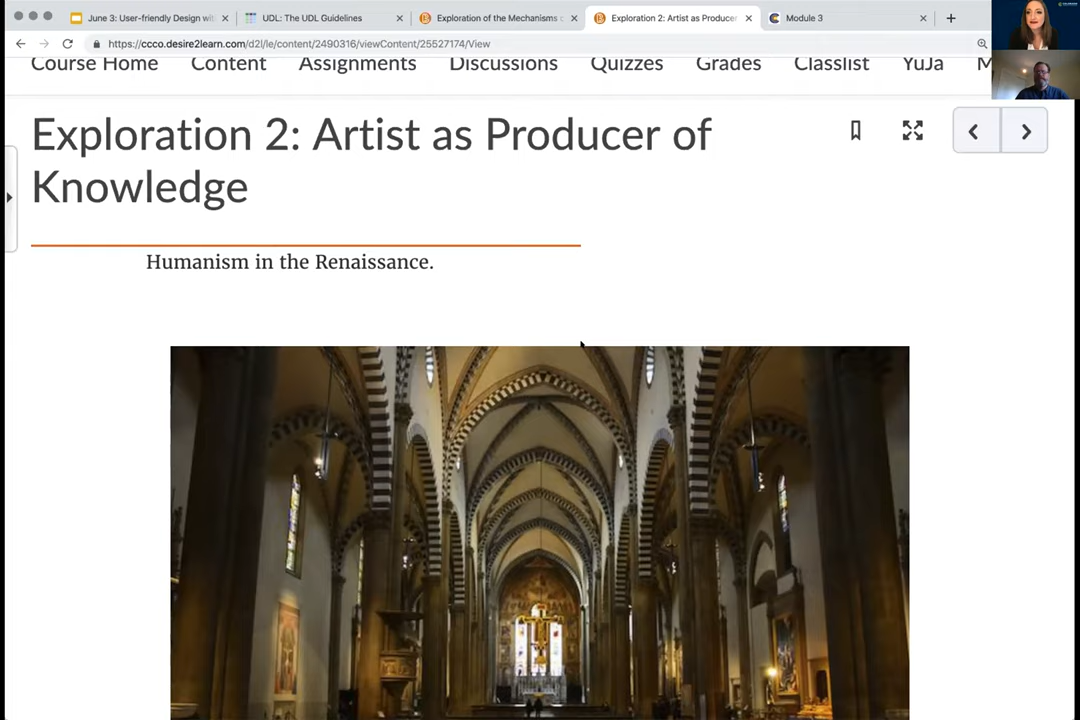 June 3: User-friendly Design wit
UDL: The UDL Guidelines
Exploration of the Mechanisms o
Exploration 2: Artist as Producer
Module 3
https://ccco.desire2learn.com/d2l/le/content/2490316/viewContent/25527174/View
Course Home Content Assignments Discussions Quizzes Grades Classlist YuJa M
Exploration 2: Artist as Producer of
Knowledge
Humanism in the Renaissance.